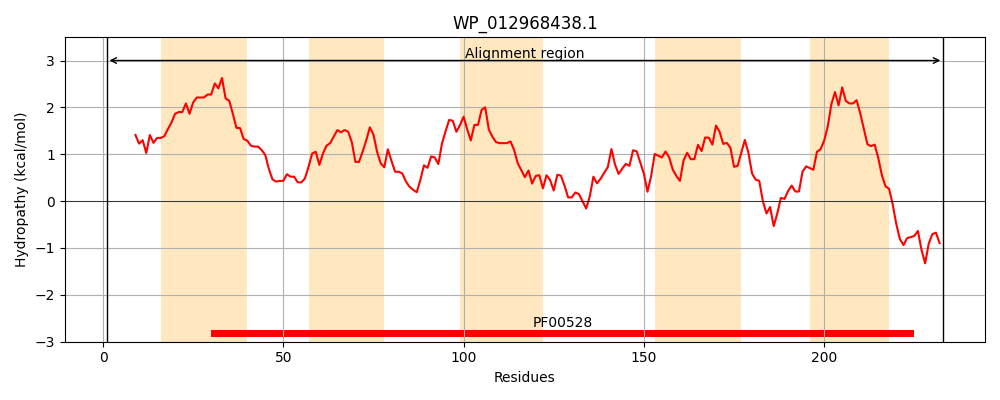 WP_012968438.1
Alignment region
3
2
1
0
−1
−2
−3
Hydropathy (kcal/mol)
PF00528
0
50
100
150
200
Residues